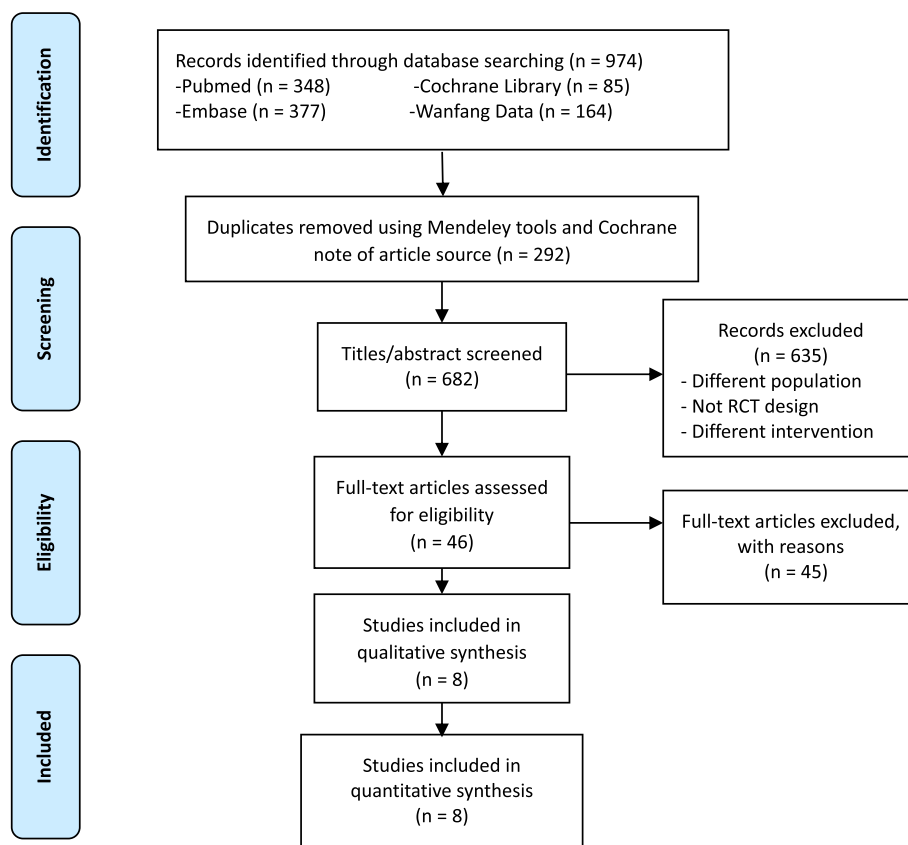 Identification
Records identified through database searching (n = 974)
-Pubmed (n = 348) -Cochrane Library (n = 85)
-Embase (n = 377) -Wanfang Data (n = 164)
Duplicates removed using Mendeley tools and Cochrane
note of article source (n = 292)
Screening
Titles/abstract screened
(n = 682)
Records excluded
(n = 635)
- Different population
- Not RCT design
- Different intervention
Eligibility
Full-text articles assessed
for eligibility
(n = 46)
Full-text articles excluded,
with reasons
(n = 45)
Studies included in
qualitative synthesis
(n = 8)
Included
Studies included in
quantitative synthesis
(n = 8)